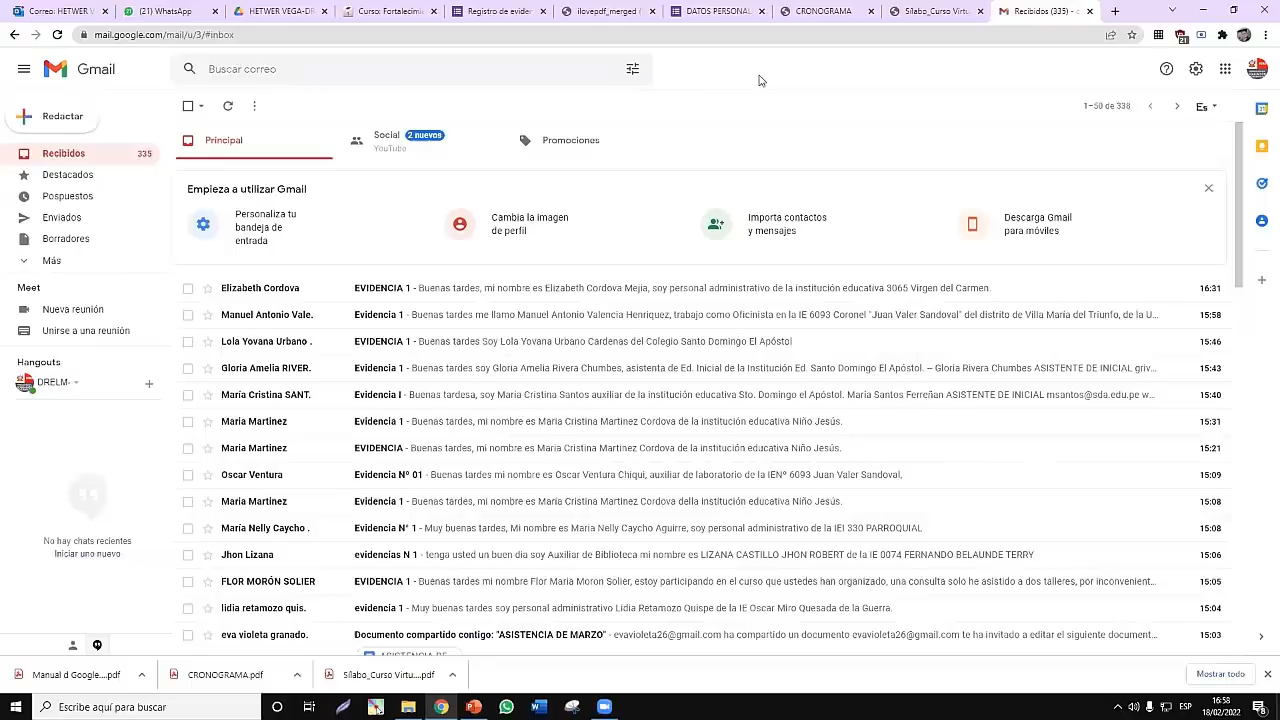 Correo: HETWER V
(21) WhatsApp
HETWER VEGA-DR
Curso: Fortalecimi
Registro de eviden
ilovepdf_merged (
DATOS PERSONAL
CRONOGRAMA
Sílabo_Curso Virtu
Recibidos (335) - c
mail.google.com/mail/u/3/#inbox
21
Gmail
Buscar correo
Redactar
1–50 de 338
Es
Recibidos 335
Destacados
Pospuestos
Enviados
Borradores
Más
Meet
Nueva reunión
Unirse a una reunión
Hangouts
DRELM-
No hay chats recientes
Iniciar uno nuevo
Principal
Social 2 nuevos
YouTube
Promociones
Empieza a utilizar Gmail
Personaliza tu
bandeja de
entrada
Cambia la imagen
de perfil
Importa contactos
y mensajes
Descarga Gmail
para móviles
Elizabeth Cordova EVIDENCIA 1 - Buenas tardes, mi nombre es Elizabeth Cordova Mejia, soy personal administrativo de la institución educativa 3065 Virgen del Carmen. 16:31
Manuel Antonio Vale. Evidencia 1 - Buenas tardes me llamo Manuel Antonio Valencia Henriquez, trabajo como Oficinista en la IE 6093 Coronel "Juan Valer Sandoval" del distrito de Villa María del Triunfo, de la U... 15:58
Lola Yovana Urbano . EVIDENCIA 1 - Buenas tardes Soy Lola Yovana Urbano Cardenas del Colegio Santo Domingo El Apóstol 15:46
Gloria Amelia RIVER. Evidencia 1 - Buenas tardes soy Gloria Amelia Rivera Chumbes, asistenta de Ed. Inicial de la Institución Ed. Santo Domingo El Apóstol. -- Gloria Rivera Chumbes ASISTENTE DE INICIAL griv... 15:43
María Cristina SANT. Evidencia I - Buenas tardesa, soy María Cristina Santos auxiliar de la institución educativa Sto. Domingo el Apóstol. María Santos Ferreñan ASISTENTE DE INICIAL msantos@sda.edu.pe w... 15:40
Maria Martinez Evidencia 1 - Buenas tardes, mi nombre es Maria Cristina Martinez Cordova de la institución educativa Niño Jesús. 15:31
Maria Martinez EVIDENCIA - Buenas tardes, mi nombre es Maria Cristina Martinez Cordova de la institución educativa Niño Jesús. 15:21
Oscar Ventura Evidencia Nº 01 - Buenas tardes mi nombre es Oscar Ventura Chiqui, auxiliar de laboratorio de la IENº 6093 Juan Valer Sandoval, 15:09
Maria Martinez Evidencia 1 - Buenas tardes, mi nombre es Maria Cristina Martinez Cordova della institución educativa Niño Jesús. 15:08
María Nelly Caycho . Evidencia N° 1 - Muy buenas tardes, Mi nombre es Maria Nelly Caycho Aguirre, soy personal administrativo de la IEI 330 PARROQUIAL 15:08
Jhon Lizana evidencias N 1 - tenga usted un buen dia soy Auxiliar de Biblioteca mi nombre es LIZANA CASTILLO JHON ROBERT de la IE 0074 FERNANDO BELAUNDE TERRY 15:06
FLOR MORÓN SOLIER EVIDENCIA 1 - Buenas tardes mi nombre Flor Maria Moron Solier, estoy participando en el curso que ustedes han organizado, una consulta solo he asistido a dos talleres, por inconvenient... 15:05
lidia retamozo quis. evidencia 1 - Muy buenas tardes soy personal administrativo Lidia Retamozo Quispe de la IE Oscar Miro Quesada de la Guerra. 15:04
eva violeta granado. Documento compartido contigo: "ASISTENCIA DE MARZO" - evavioleta26@gmail.com ha compartido un documento evavioleta26@gmail.com te ha invitado a editar el siguiente document... 15:03
ASISTENCIA DE
Manual d Google....pdf
CRONOGRAMA.pdf
Sílabo_Curso Virtu....pdf
Mostrar todo
Escribe aquí para buscar
ESP
16:58
18/02/2022
8